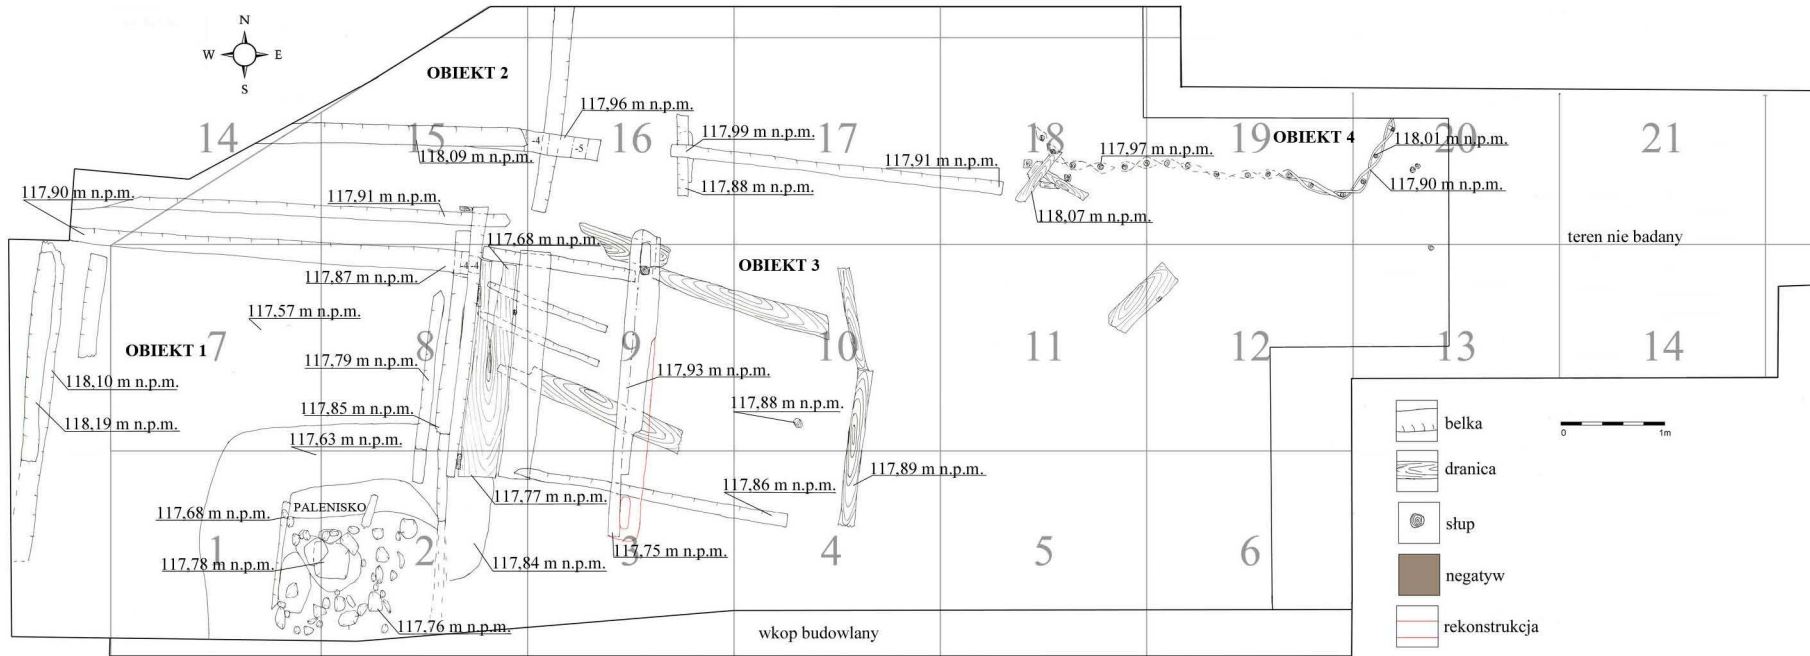 N
W E
S
OBIEKT 2
117,96 m n.p.m.
14
15
-4
-5
16
117,99 m n.p.m.
17
18
19
OBIEKT 4
118,01 m n.p.m.
20
21
118,09 m n.p.m.
117,97 m n.p.m.
117,91 m n.p.m.
117,90 m n.p.m.
117,91 m n.p.m.
117,88 m n.p.m.
117,90 m n.p.m.
118,07 m n.p.m.
117,68 m n.p.m.
teren nie badany
OBIEKT 3
-4 -4
117,87 m n.p.m.
117,57 m n.p.m.
OBIEKT 1
7
8
9
10
11
12
13
14
117,79 m n.p.m.
117,93 m n.p.m.
118,10 m n.p.m.
117,88 m n.p.m.
117,85 m n.p.m.
118,19 m n.p.m.
117,63 m n.p.m.
belka
0 1m
117,89 m n.p.m.
dranica
117,86 m n.p.m.
117,77 m n.p.m.
PALENISKO
117,68 m n.p.m.
słup
1
2
3
4
5
6
117,75 m n.p.m.
117,78 m n.p.m.
117,84 m n.p.m.
negatyw
117,76 m n.p.m.
wkop budowlany
rekonstrukcja